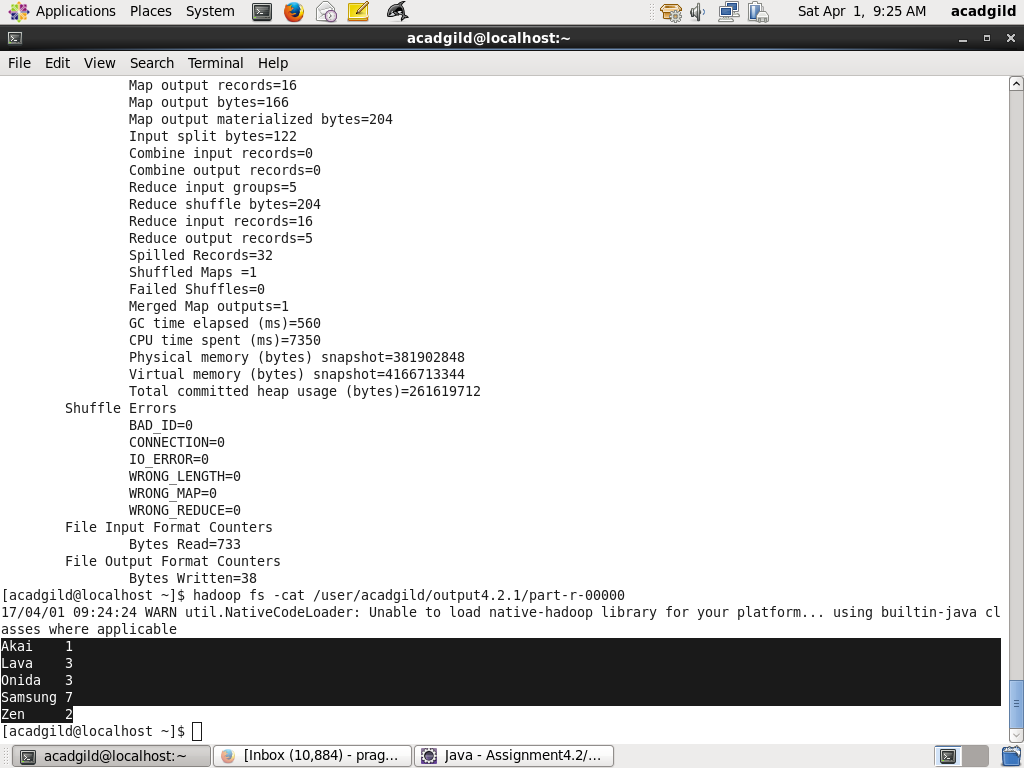 Applications Places System Sat Apr 1, 9:25 AM acadgild
acadgild@localhost:~
File Edit View Search Terminal Help
Map output records=16
Map output bytes=166
Map output materialized bytes=204
Input split bytes=122
Combine input records=0
Combine output records=0
Reduce input groups=5
Reduce shuffle bytes=204
Reduce input records=16
Reduce output records=5
Spilled Records=32
Shuffled Maps =1
Failed Shuffles=0
Merged Map outputs=1
GC time elapsed (ms)=560
CPU time spent (ms)=7350
Physical memory (bytes) snapshot=381902848
Virtual memory (bytes) snapshot=4166713344
Total committed heap usage (bytes)=261619712
Shuffle Errors
BAD_ID=0
CONNECTION=0
IO_ERROR=0
WRONG_LENGTH=0
WRONG_MAP=0
WRONG_REDUCE=0
File Input Format Counters
Bytes Read=733
File Output Format Counters
Bytes Written=38
[acadgild@localhost ~]$ hadoop fs -cat /user/acadgild/output4.2.1/part-r-00000
17/04/01 09:24:24 WARN util.NativeCodeLoader: Unable to load native-hadoop library for your platform... using builtin-java cl
asses where applicable
Akai 1
Lava 3
Onida 3
Samsung 7
Zen 2
[acadgild@localhost ~]$
acadgild@localhost:~ [Inbox (10,884) - prag... Java - Assignment4.2/...